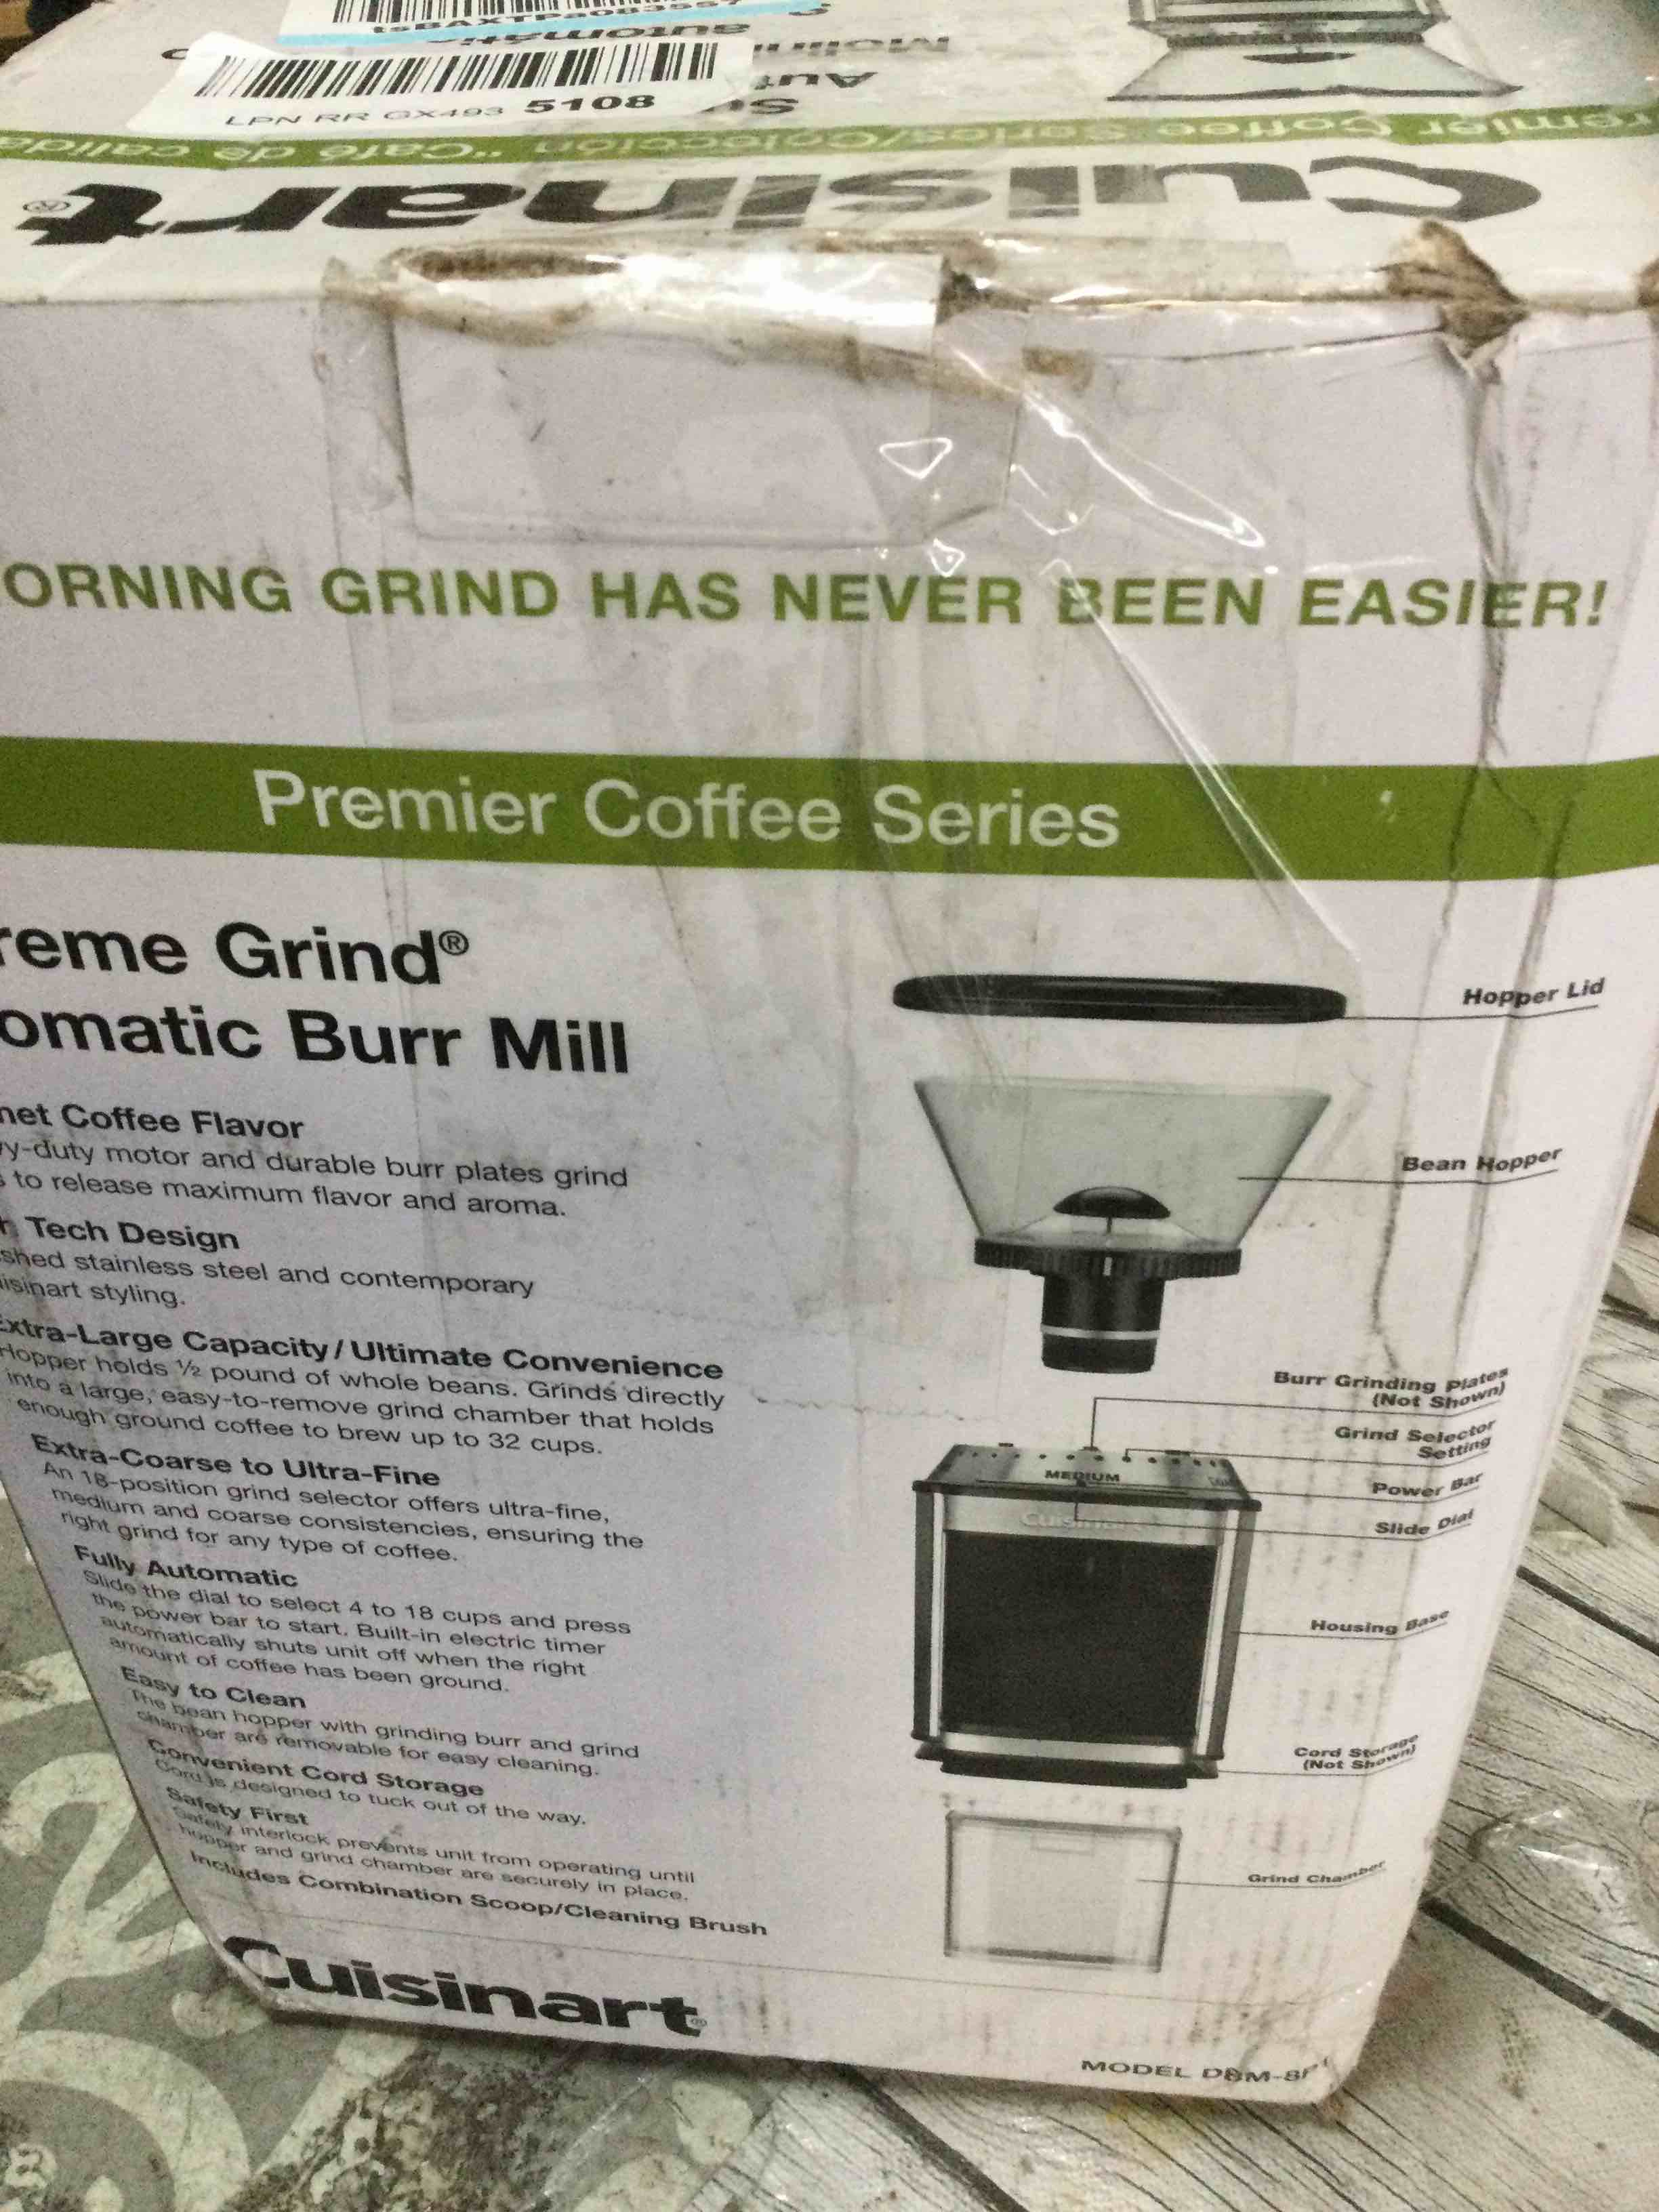 tsBAXTPa083557
LPN RR GX493 5108
Cuisinart®
ORNING GRIND HAS NEVER BEEN EASIER!
Premier Coffee Series
reme Grind®
omatic Burr Mill
net Coffee Flavor
vy-duty motor and durable burr plates grind
s to release maximum flavor and aroma.
h Tech Design
shed stainless steel and contemporary
uisinart styling.
Extra-Large Capacity/Ultimate Convenience
Hopper holds ½ pound of whole beans. Grinds directly
into a large, easy-to-remove grind chamber that holds
enough ground coffee to brew up to 32 cups.
Extra-Coarse to Ultra-Fine
An 18-position grind selector offers ultra-fine,
medium and coarse consistencies, ensuring the
right grind for any type of coffee.
Fully Automatic
Slide the dial to select 4 to 18 cups and press
the power bar to start. Built-in electric timer
automatically shuts unit off when the right
amount of coffee has been ground.
Easy to Clean
The bean hopper with grinding burr and grind
chamber are removable for easy cleaning.
Convenient Cord Storage
Cord is designed to tuck out of the way.
Safety First
Safety interlock prevents unit from operating until
hopper and grind chamber are securely in place.
Includes Combination Scoop/Cleaning Brush
Hopper Lid
Bean Hopper
Burr Grinding Plates
(Not Shown)
Grind Selector
Setting
Power Bar
Slide Dial
MEDIUM
Cuisinart
Housing Base
Cord Storage
(Not Shown)
Grind Chamber
Cuisinart®
MODEL DBM-8